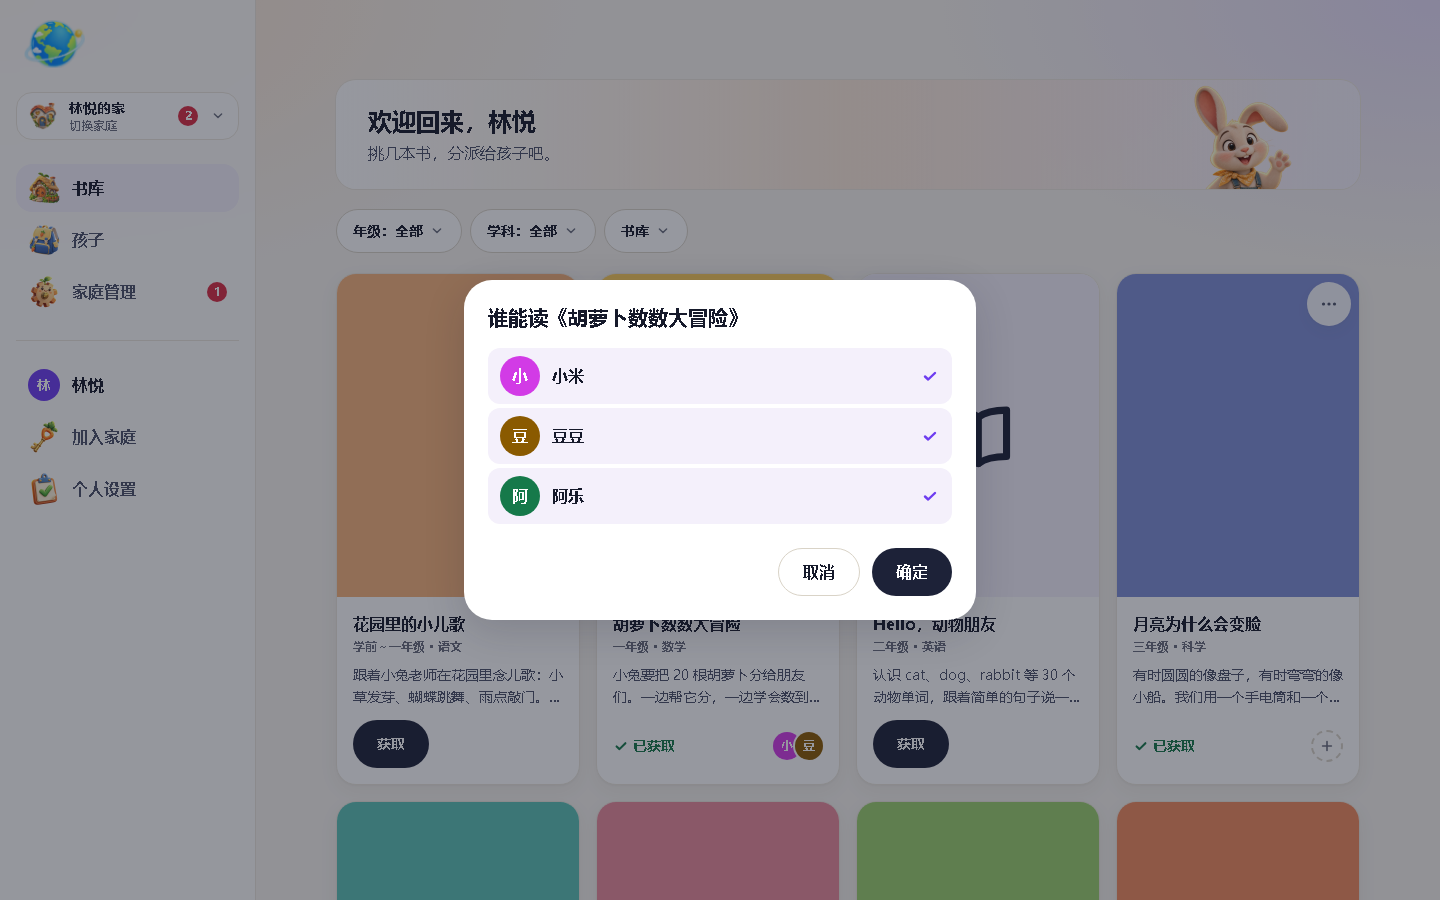 林悦的家
切换家庭
2
书库
孩子
家庭管理
1
林
林悦
加入家庭
个人设置
欢迎回来，林悦
挑几本书，分派给孩子吧。
年级：全部
学科：全部
书库
谁能读《胡萝卜数数大冒险》
小
小米
豆
豆豆
阿
阿乐
取消
确定
花园里的小儿歌
学前~一年级·语文
跟着小兔老师在花园里念儿歌：小
草发芽、蝴蝶跳舞、雨点敲门。...
获取
胡萝卜数数大冒险
一年级·数学
小兔要把 20 根胡萝卜分给朋友
们。一边帮它分，一边学会数到...
已获取
小
豆
Hello，动物朋友
二年级·英语
认识 cat、dog、rabbit 等 30 个
动物单词，跟着简单的句子说一...
获取
月亮为什么会变脸
三年级·科学
有时圆圆的像盘子，有时弯弯的像
小船。我们用一个手电筒和一个...
已获取